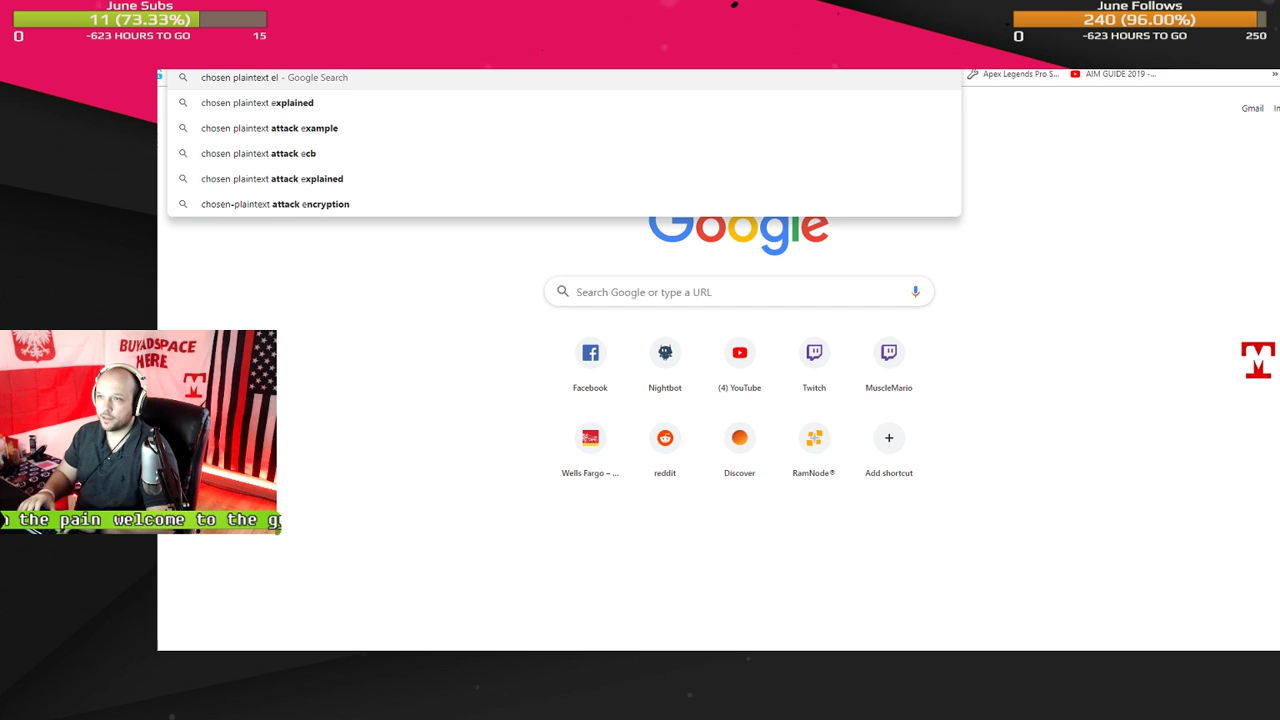 June Subs
11 (73.33%)
0
-623 HOURS TO GO
15
June Follows
240 (96.00%)
0
-623 HOURS TO GO
250
chosen plaintext el - Google Search
chosen plaintext explained
chosen plaintext attack example
chosen plaintext attack ecb
chosen plaintext attack explained
chosen-plaintext attack encryption
Apex Legends Pro S...
AIM GUIDE 2019 -...
»
Gmail
Google
Search Google or type a URL
Facebook
Nightbot
(4) YouTube
Twitch
MuscleMario
Wells Fargo – ...
reddit
Discover
RamNode®
Add shortcut
BUY ADSPACE
HERE
the pain welcome to the